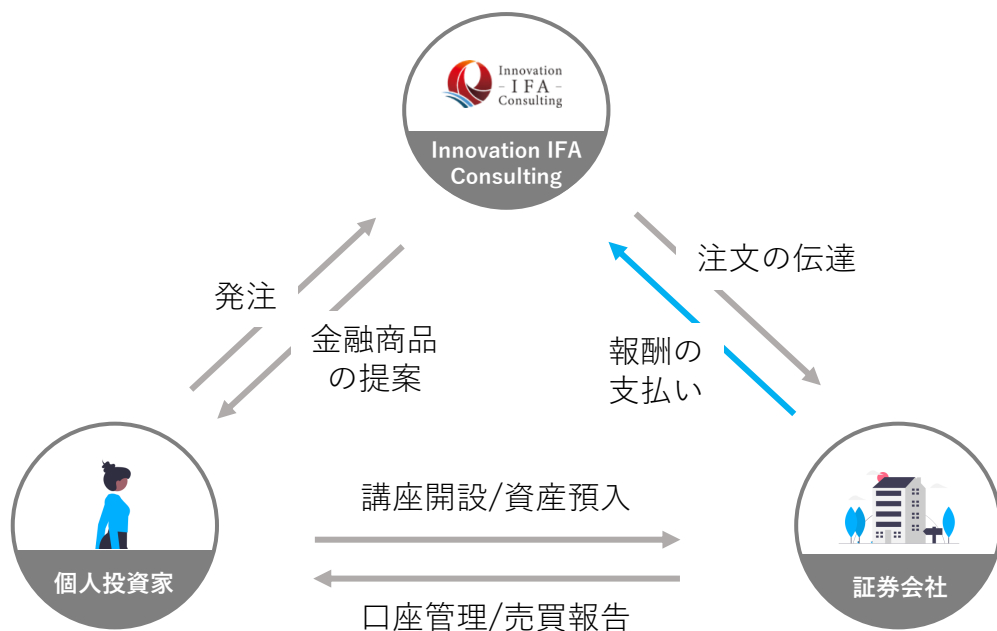 Innovation
- IFA -
Consulting
Innovation IFA
Consulting
発注
金融商品
の提案
注文の伝達
報酬の
支払い
講座開設/資産預入
口座管理/売買報告
個人投資家
証券会社